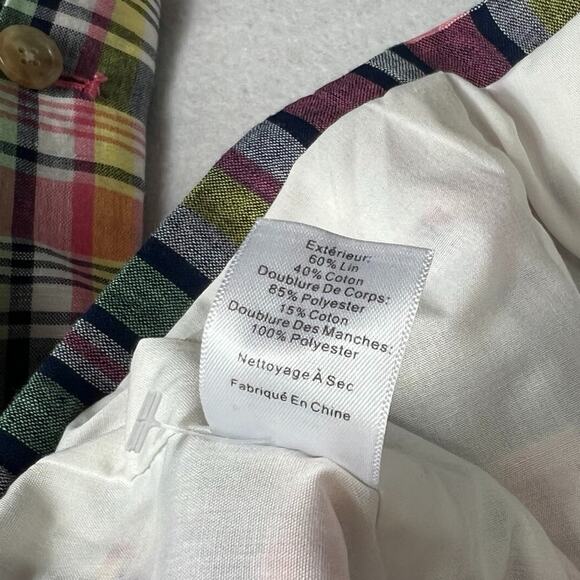 Extérieur:
60% Lin
40% Coton
Doublure De Corps:
85% Polyester
15% Coton
Doublure Des Manches:
100% Polyester
Nettoyage À Sec
Fabriqué En Chine